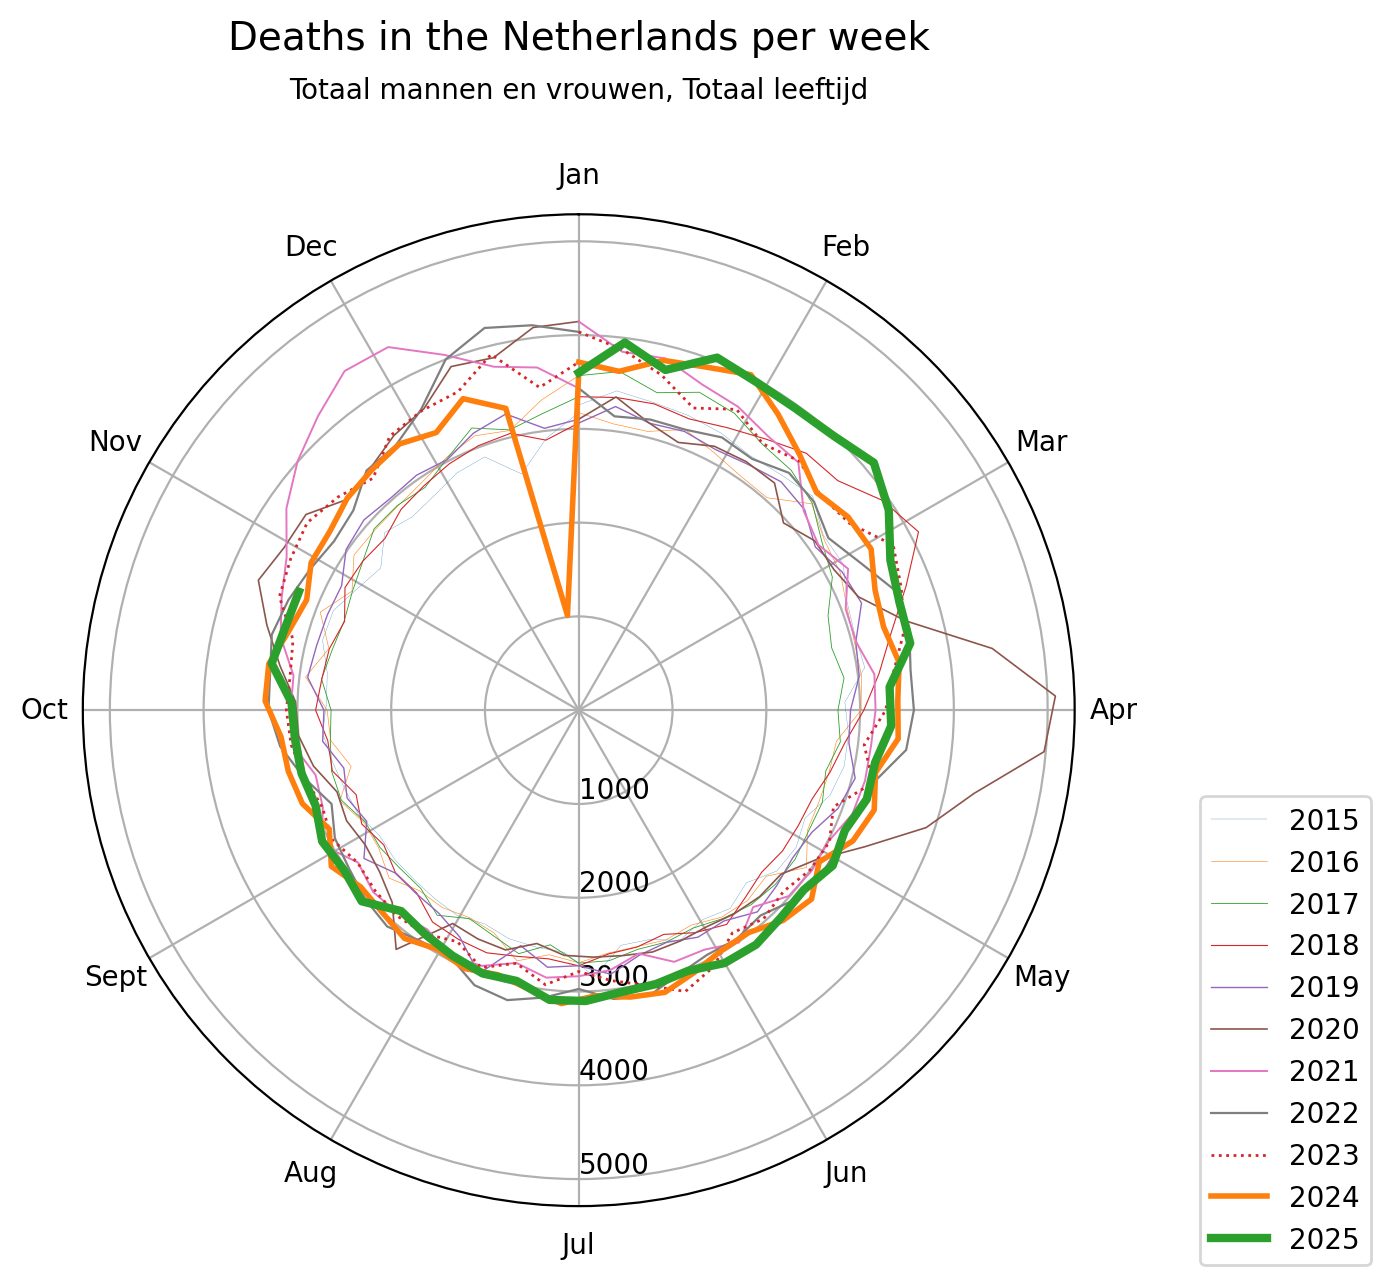 Deaths in the Netherlands per week
Totaal mannen en vrouwen, Totaal leeftijd
Jan
Dec
Feb
Nov
Mar
Oct
Apr
1000
2000
3000
4000
5000
Sept
May
Aug
Jun
Jul
2015
2016
2017
2018
2019
2020
2021
2022
2023
2024
2025